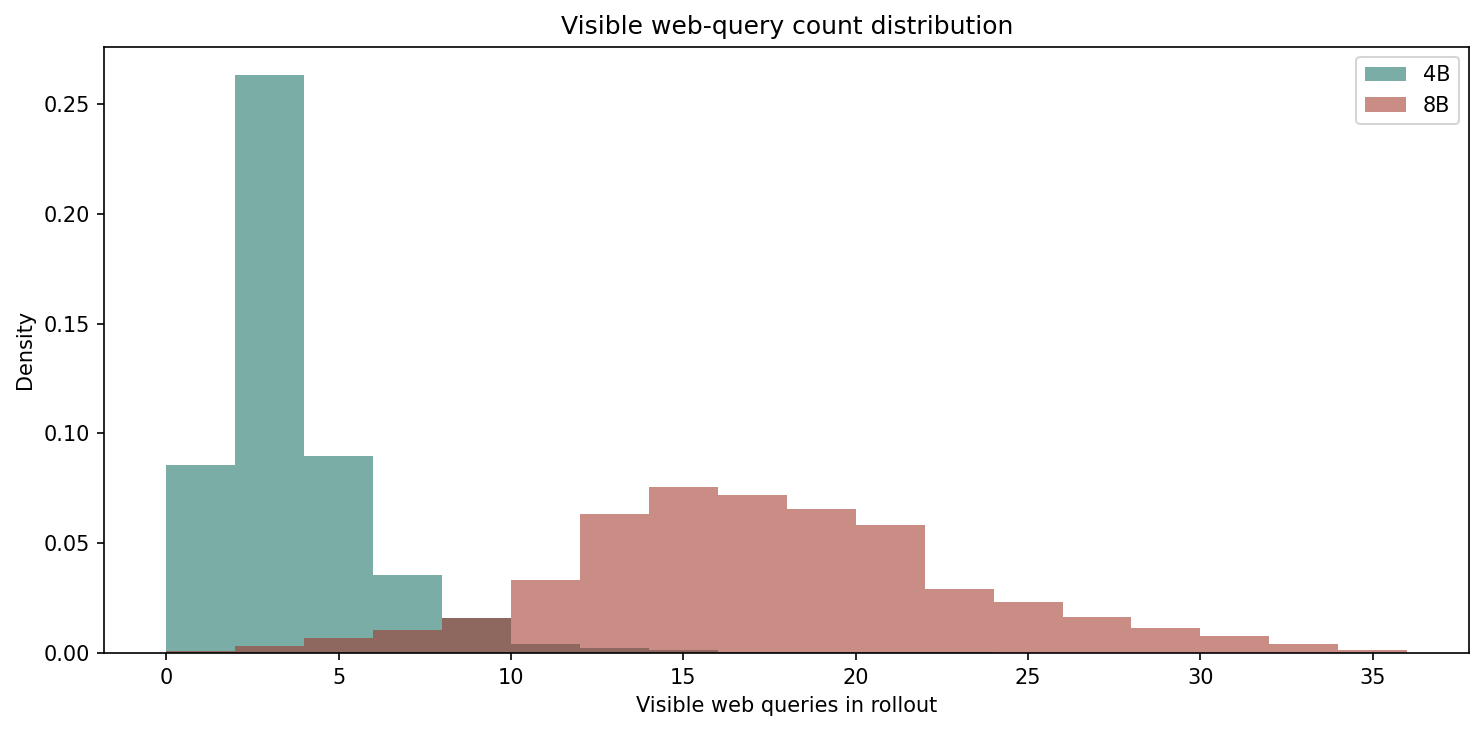 Visible web-query count distribution
4B
8B
Density
0.25
0.20
0.15
0.10
0.05
0.00
0 5 10 15 20 25 30 35
Visible web queries in rollout